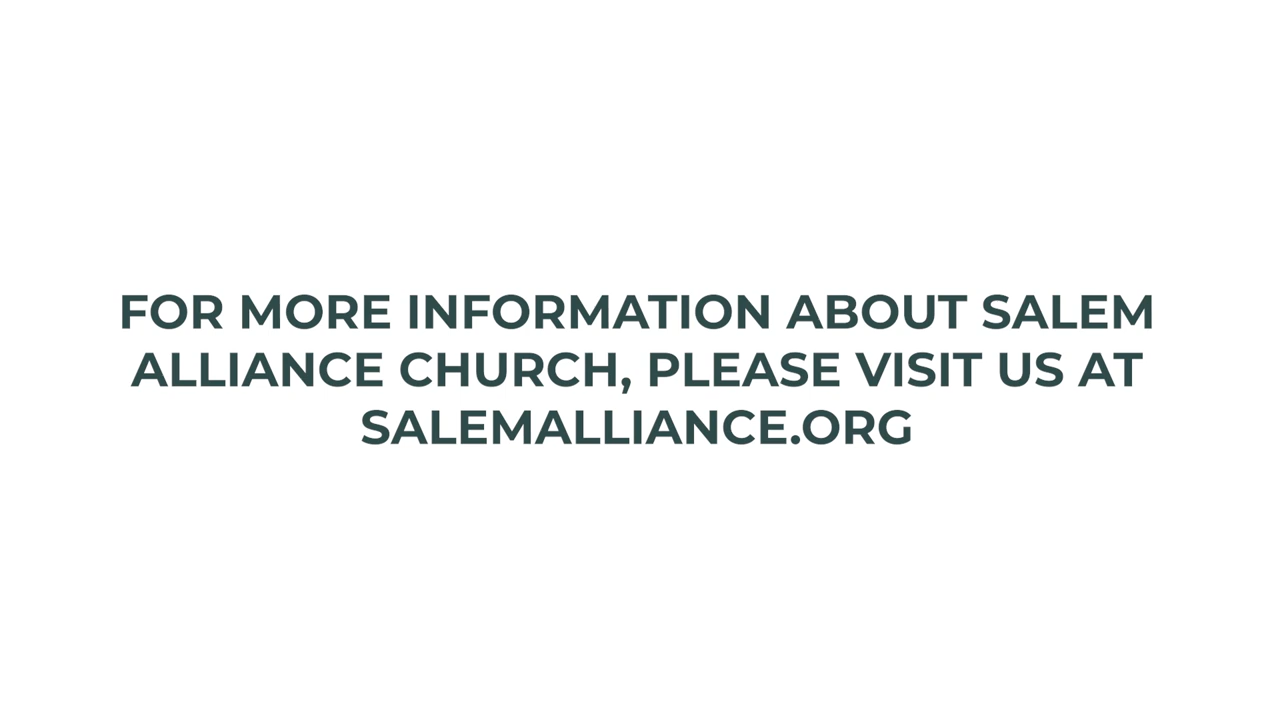 FOR MORE INFORMATION ABOUT SALEM
ALLIANCE CHURCH, PLEASE VISIT US AT
SALEMALLIANCE.ORG